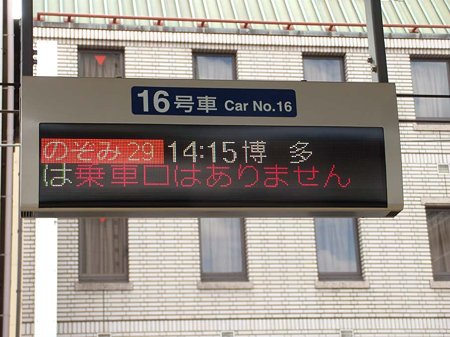 16号車 Car No.16
のぞみ29 14:15博 多
は乗車口はありません